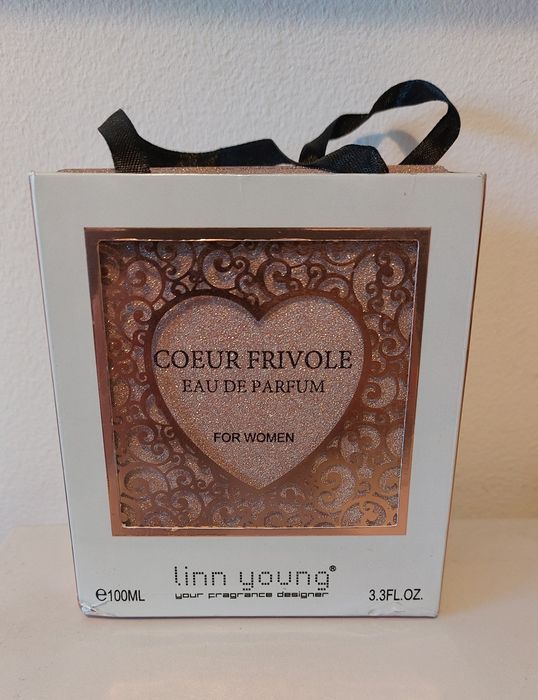 COEUR FRIVOLE
EAU DE PARFUM
FOR WOMEN
linn young®
your fragrance designer
℮100ML
3.3FL.OZ.